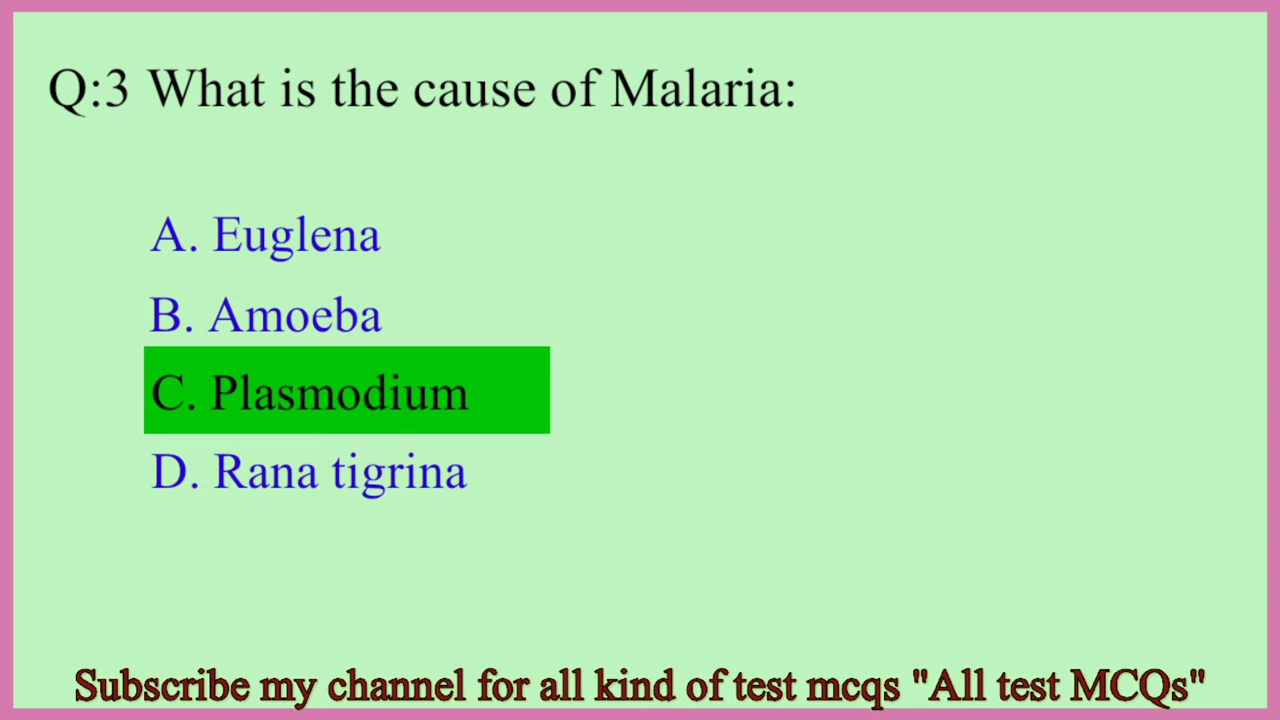 Q:3 What is the cause of Malaria:
A. Euglena
B. Amoeba
C. Plasmodium
D. Rana tigrina
Subscribe my channel for all kind of test mcqs "All test MCQs"